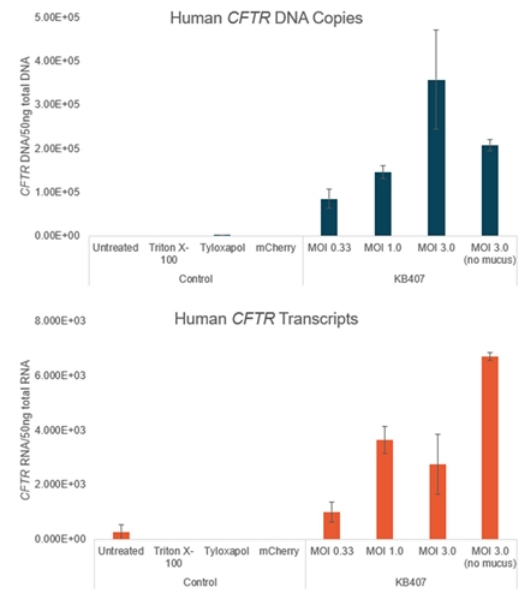 Human CFTR DNA Copies
CFTR DNA/50ng total DNA
5.00E+05
4.00E+05
3.00E+05
2.00E+05
1.00E+05
0.00E+00
Untreated Triton X-100 Tyloxapol mCherry MOI 0.33 MOI 1.0 MOI 3.0 MOI 3.0 (no mucus)
Control KB407
Human CFTR Transcripts
CFTR RNA/50ng total RNA
8.000E+03
6.000E+03
4.000E+03
2.000E+03
0.000E+00
Untreated Triton X-100 Tyloxapol mCherry MOI 0.33 MOI 1.0 MOI 3.0 MOI 3.0 (no mucus)
Control KB407